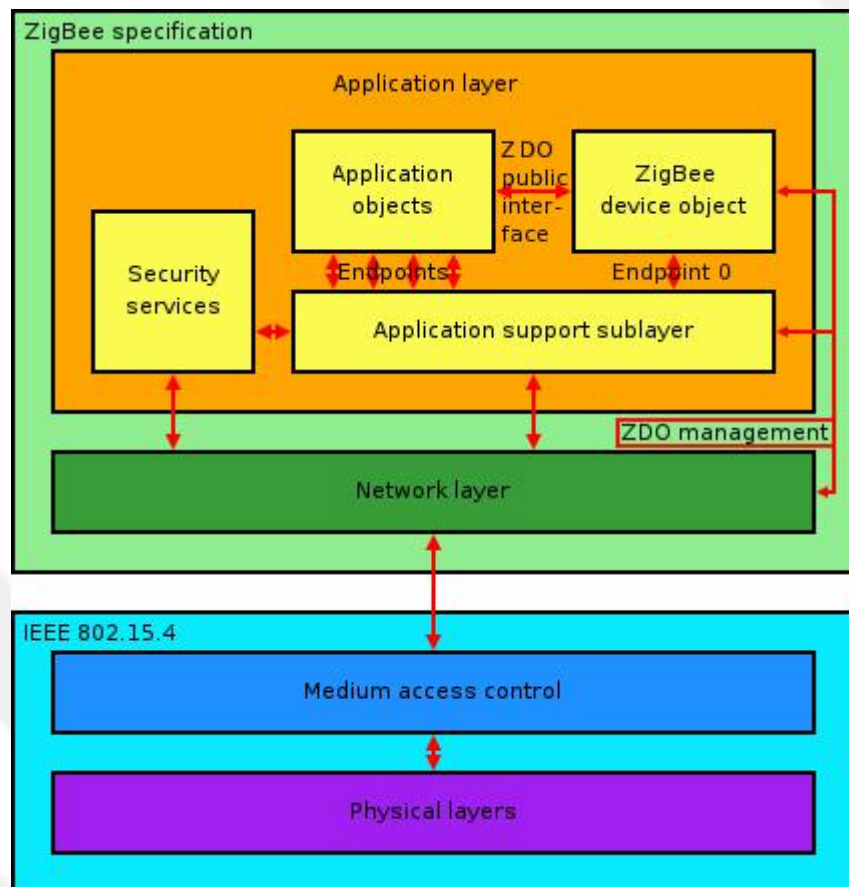 ZigBee specification
Application layer
Application
objects
ZDO
public
inter-
face
ZigBee
device object
Security
services
Endpoints
Endpoint 0
Application support sublayer
ZDO management
Network layer
IEEE 802.15.4
Medium access control
Physical layers